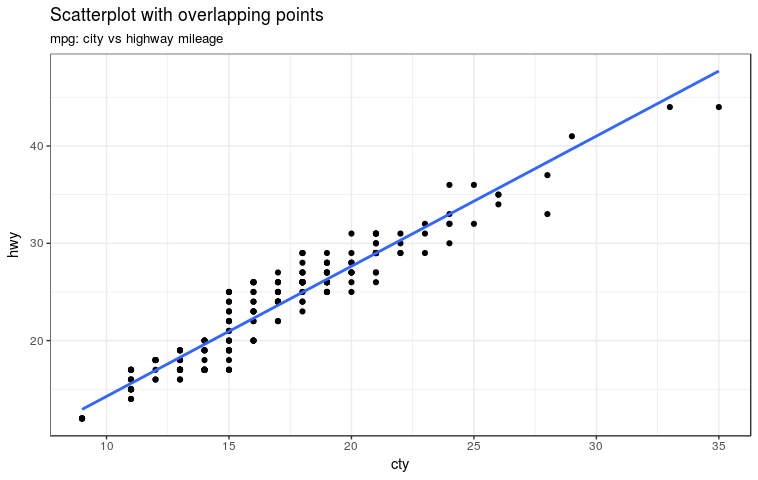 Scatterplot with overlapping points
mpg: city vs highway mileage
40
30
20
hwy
10 15 20 25 30 35
cty